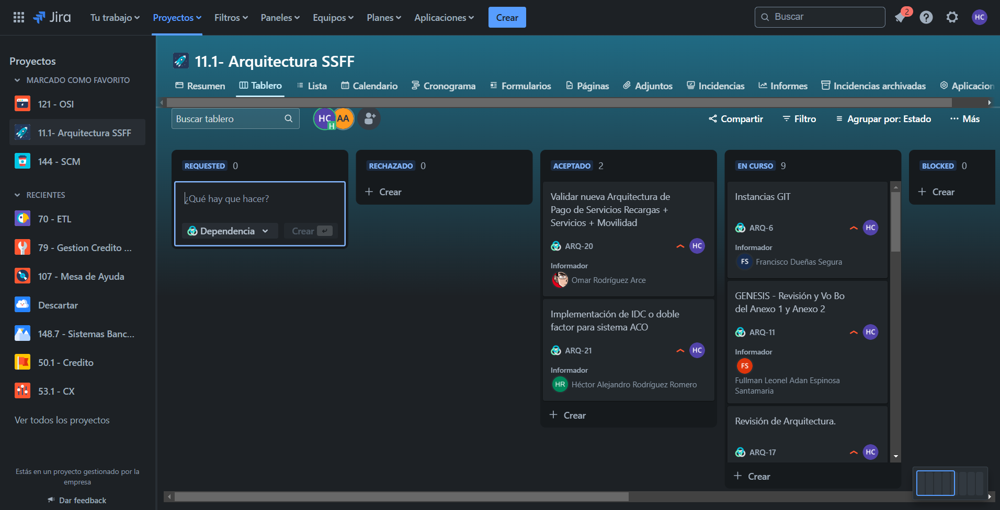 Jira
Tu trabajo
Proyectos
Filtros
Paneles
Equipos
Planes
Aplicaciones
Crear
Buscar
2
HC
Proyectos
MARCADO COMO FAVORITO
121 - OSI
11.1- Arquitectura SSFF
144 - SCM
RECIENTES
70 - ETL
79 - Gestion Credito ...
107 - Mesa de Ayuda
Descartar
148.7 - Sistemas Banc...
50.1 - Credito
53.1 - CX
Ver todos los proyectos
Estás en un proyecto gestionado por la
empresa
Dar feedback
11.1- Arquitectura SSFF
Resumen
Tablero
Lista
Calendario
Cronograma
Formularios
Páginas
Adjuntos
Incidencias
Informes
Incidencias archivadas
Aplicacion
Buscar tablero
HC
H
AA
Compartir
Filtro
Agrupar por: Estado
Más
REQUESTED 0
¿Qué hay que hacer?
Dependencia
Crear
RECHAZADO 0
Crear
ACEPTADO 2
Validar nueva Arquitectura de
Pago de Servicios Recargas +
Servicios + Movilidad
ARQ-20
HC
Informador
Omar Rodríguez Arce
Implementación de IDC o doble
factor para sistema ACO
ARQ-21
HC
Informador
HR Héctor Alejandro Rodríguez Romero
Crear
EN CURSO 9
Instancias GIT
ARQ-6
HC
Informador
FS Francisco Dueñas Segura
GENESIS - Revisión y Vo Bo
del Anexo 1 y Anexo 2
ARQ-11
HC
Informador
FS
Fullman Leonel Adan Espinosa
Santamaria
Revisión de Arquitectura.
ARQ-17
HC
Crear
BLOCKED 0
Crear